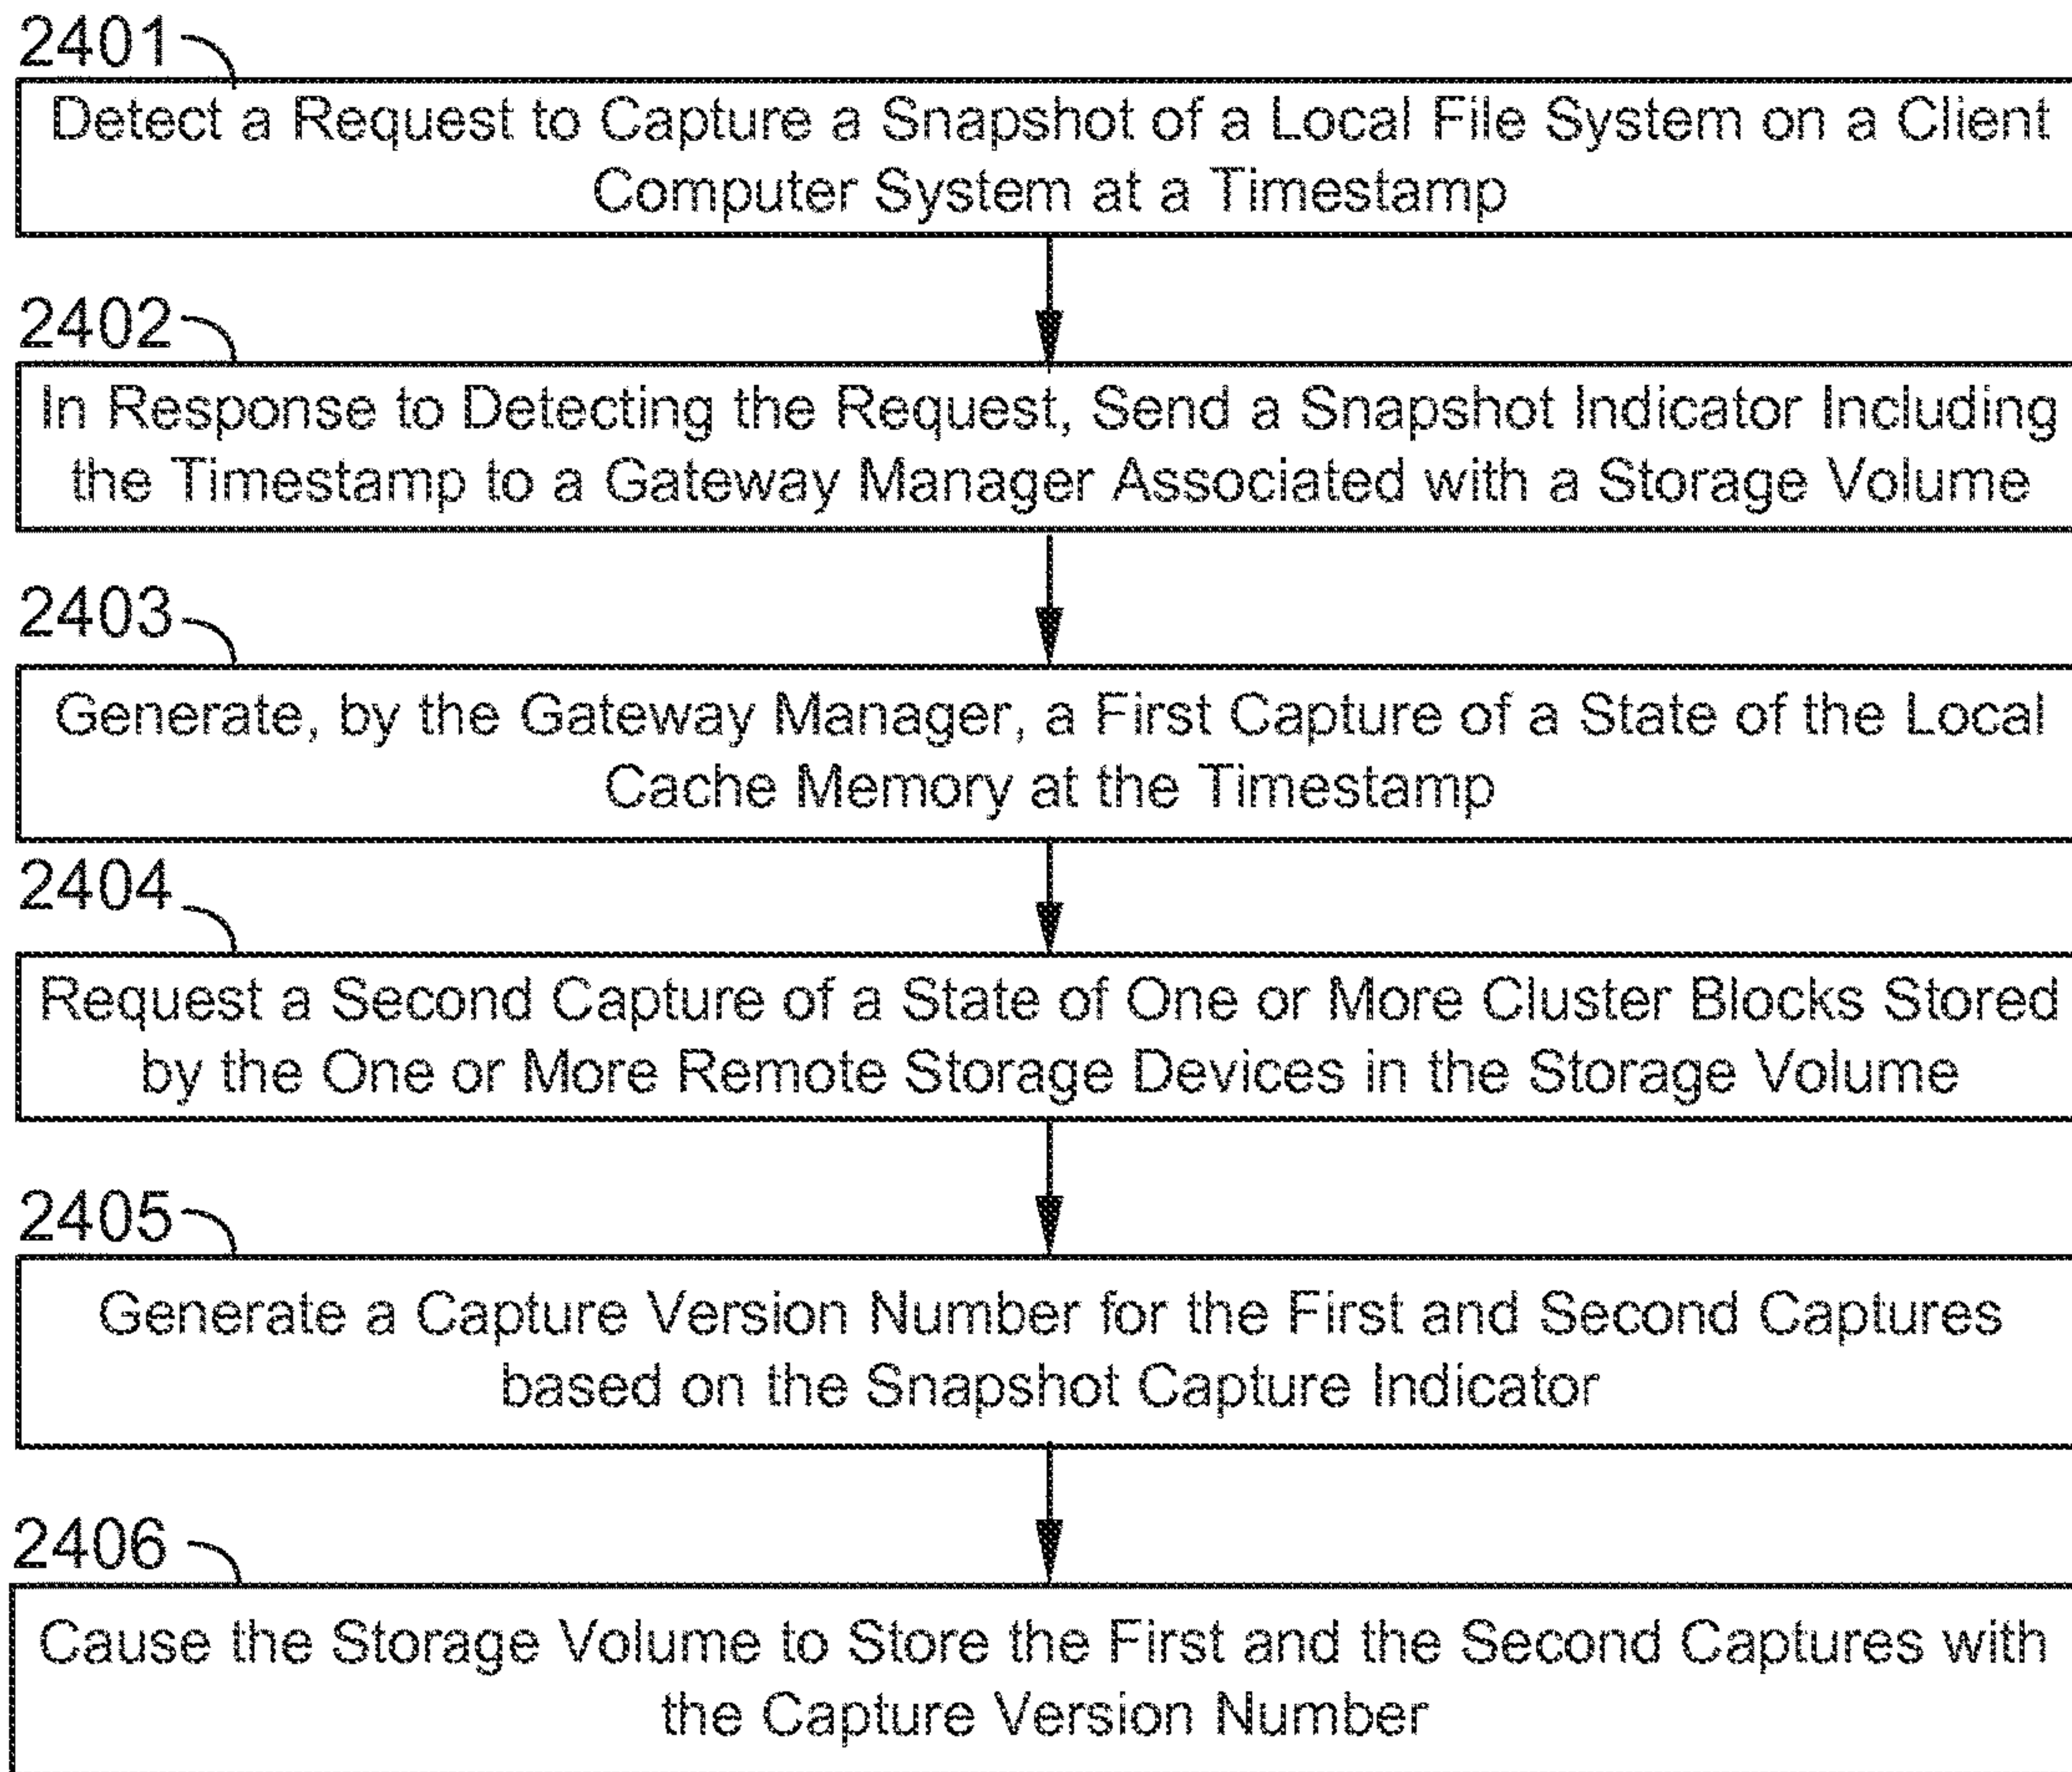 2401
Detect a Request to Capture a Snapshot of a Local File System on a Client
Computer System at a Timestamp
2402
In Response to Detecting the Request, Send a Snapshot Indicator Including
the Timestamp to a Gateway Manager Associated with a Storage Volume
2403
Generate, by the Gateway Manager, a First Capture of a State of the Local
Cache Memory at the Timestamp
2404
Request a Second Capture of a State of One or More Cluster Blocks Stored
by the One or More Remote Storage Devices in the Storage Volume
2405
Generate a Capture Version Number for the First and Second Captures
based on the Snapshot Capture Indicator
2406
Cause the Storage Volume to Store the First and the Second Captures with
the Capture Version Number